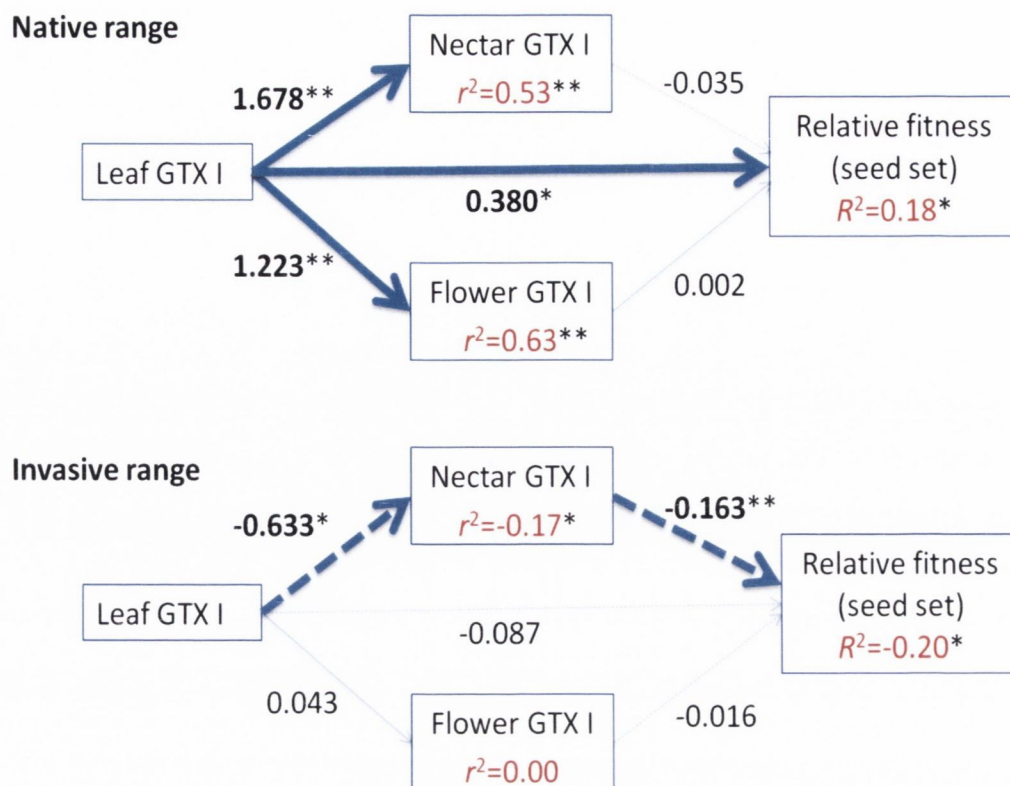 Native range
Nectar GTX I
r²=0.53**
1.678**
-0.035
Leaf GTX I
0.380*
Relative fitness
(seed set)
R²=0.18*
1.223**
Flower GTX I
r²=0.63**
0.002
Invasive range
Nectar GTX I
r²=-0.17*
-0.633*
-0.163**
Leaf GTX I
-0.087
Relative fitness
(seed set)
R²=-0.20*
0.043
Flower GTX I
r²=0.00
-0.016